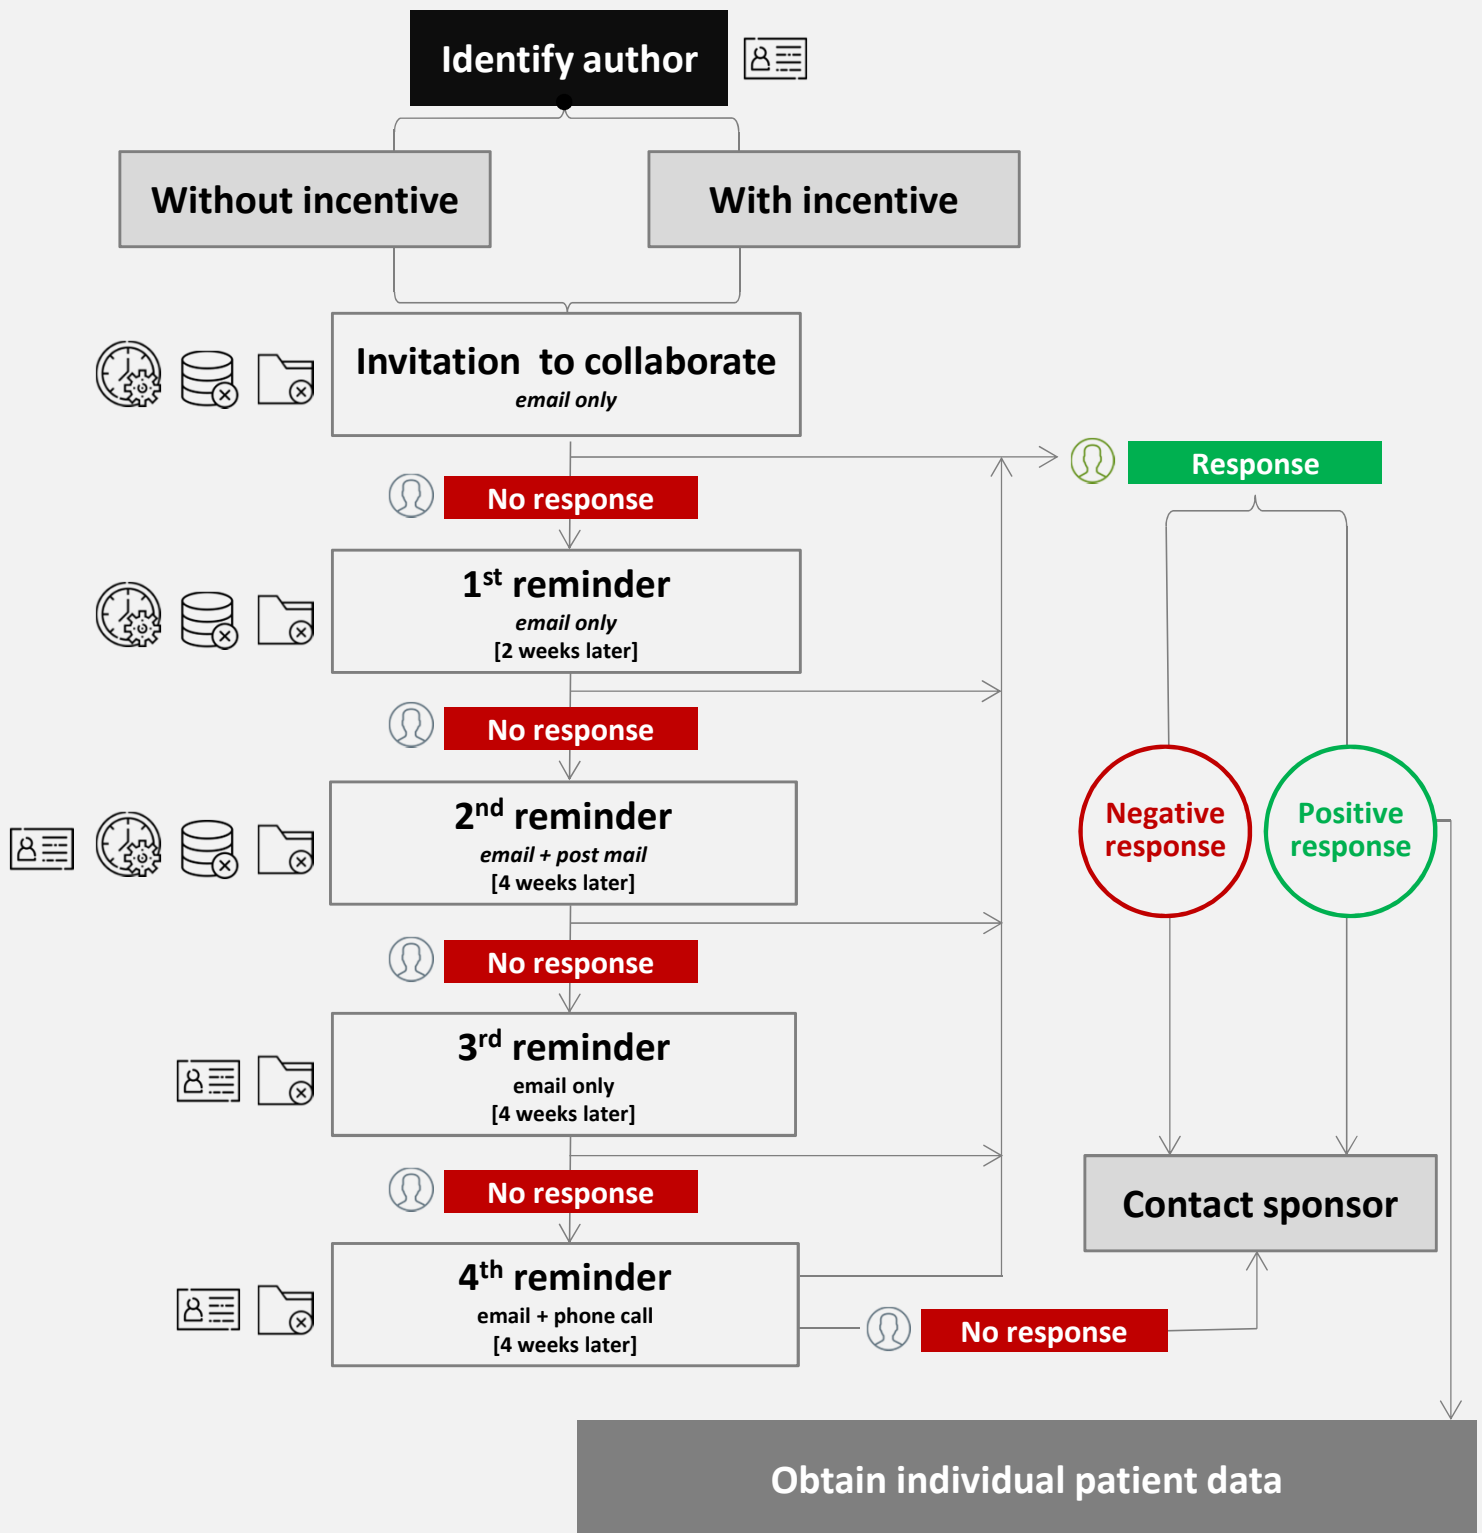 Identify author
Without incentive
With incentive
Invitation to collaborate
email only
Response
No response
1st reminder
email only
[2 weeks later]
No response
2nd reminder
email + post mail
[4 weeks later]
Negative
response
Positive
response
No response
3rd reminder
email only
[4 weeks later]
No response
Contact sponsor
4th reminder
email + phone call
[4 weeks later]
No response
Obtain individual patient data